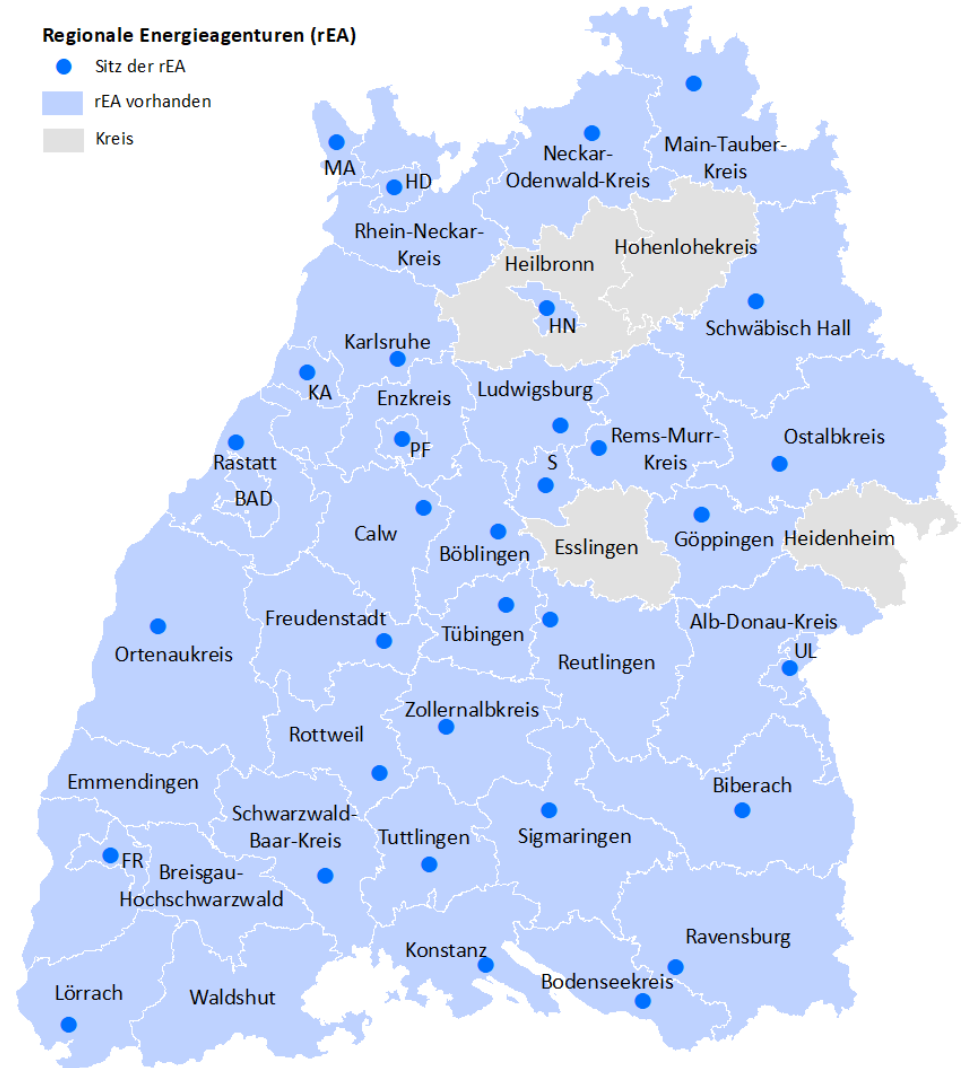 Regionale Energieagenturen (rEA)
Sitz der rEA
rEA vorhanden
Kreis
MA
HD
Neckar-
Odenwald-Kreis
Main-Tauber-
Kreis
Rhein-Neckar-
Kreis
Heilbronn
Hohenlohekreis
HN
Schwäbisch Hall
Karlsruhe
KA
Enzkreis
Ludwigsburg
PF
Rems-Murr-
Kreis
Ostalbkreis
Rastatt
S
BAD
Calw
Böblingen
Esslingen
Göppingen
Heidenheim
Freudenstadt
Tübingen
Alb-Donau-Kreis
Ortenaukreis
Reutlingen
UL
Zollernalbkreis
Rottweil
Emmendingen
Biberach
Schwarzwald-
Baar-Kreis
Tuttlingen
Sigmaringen
FR
Breisgau-
Hochschwarzwald
Konstanz
Ravensburg
Bodenseekreis
Lörrach
Waldshut